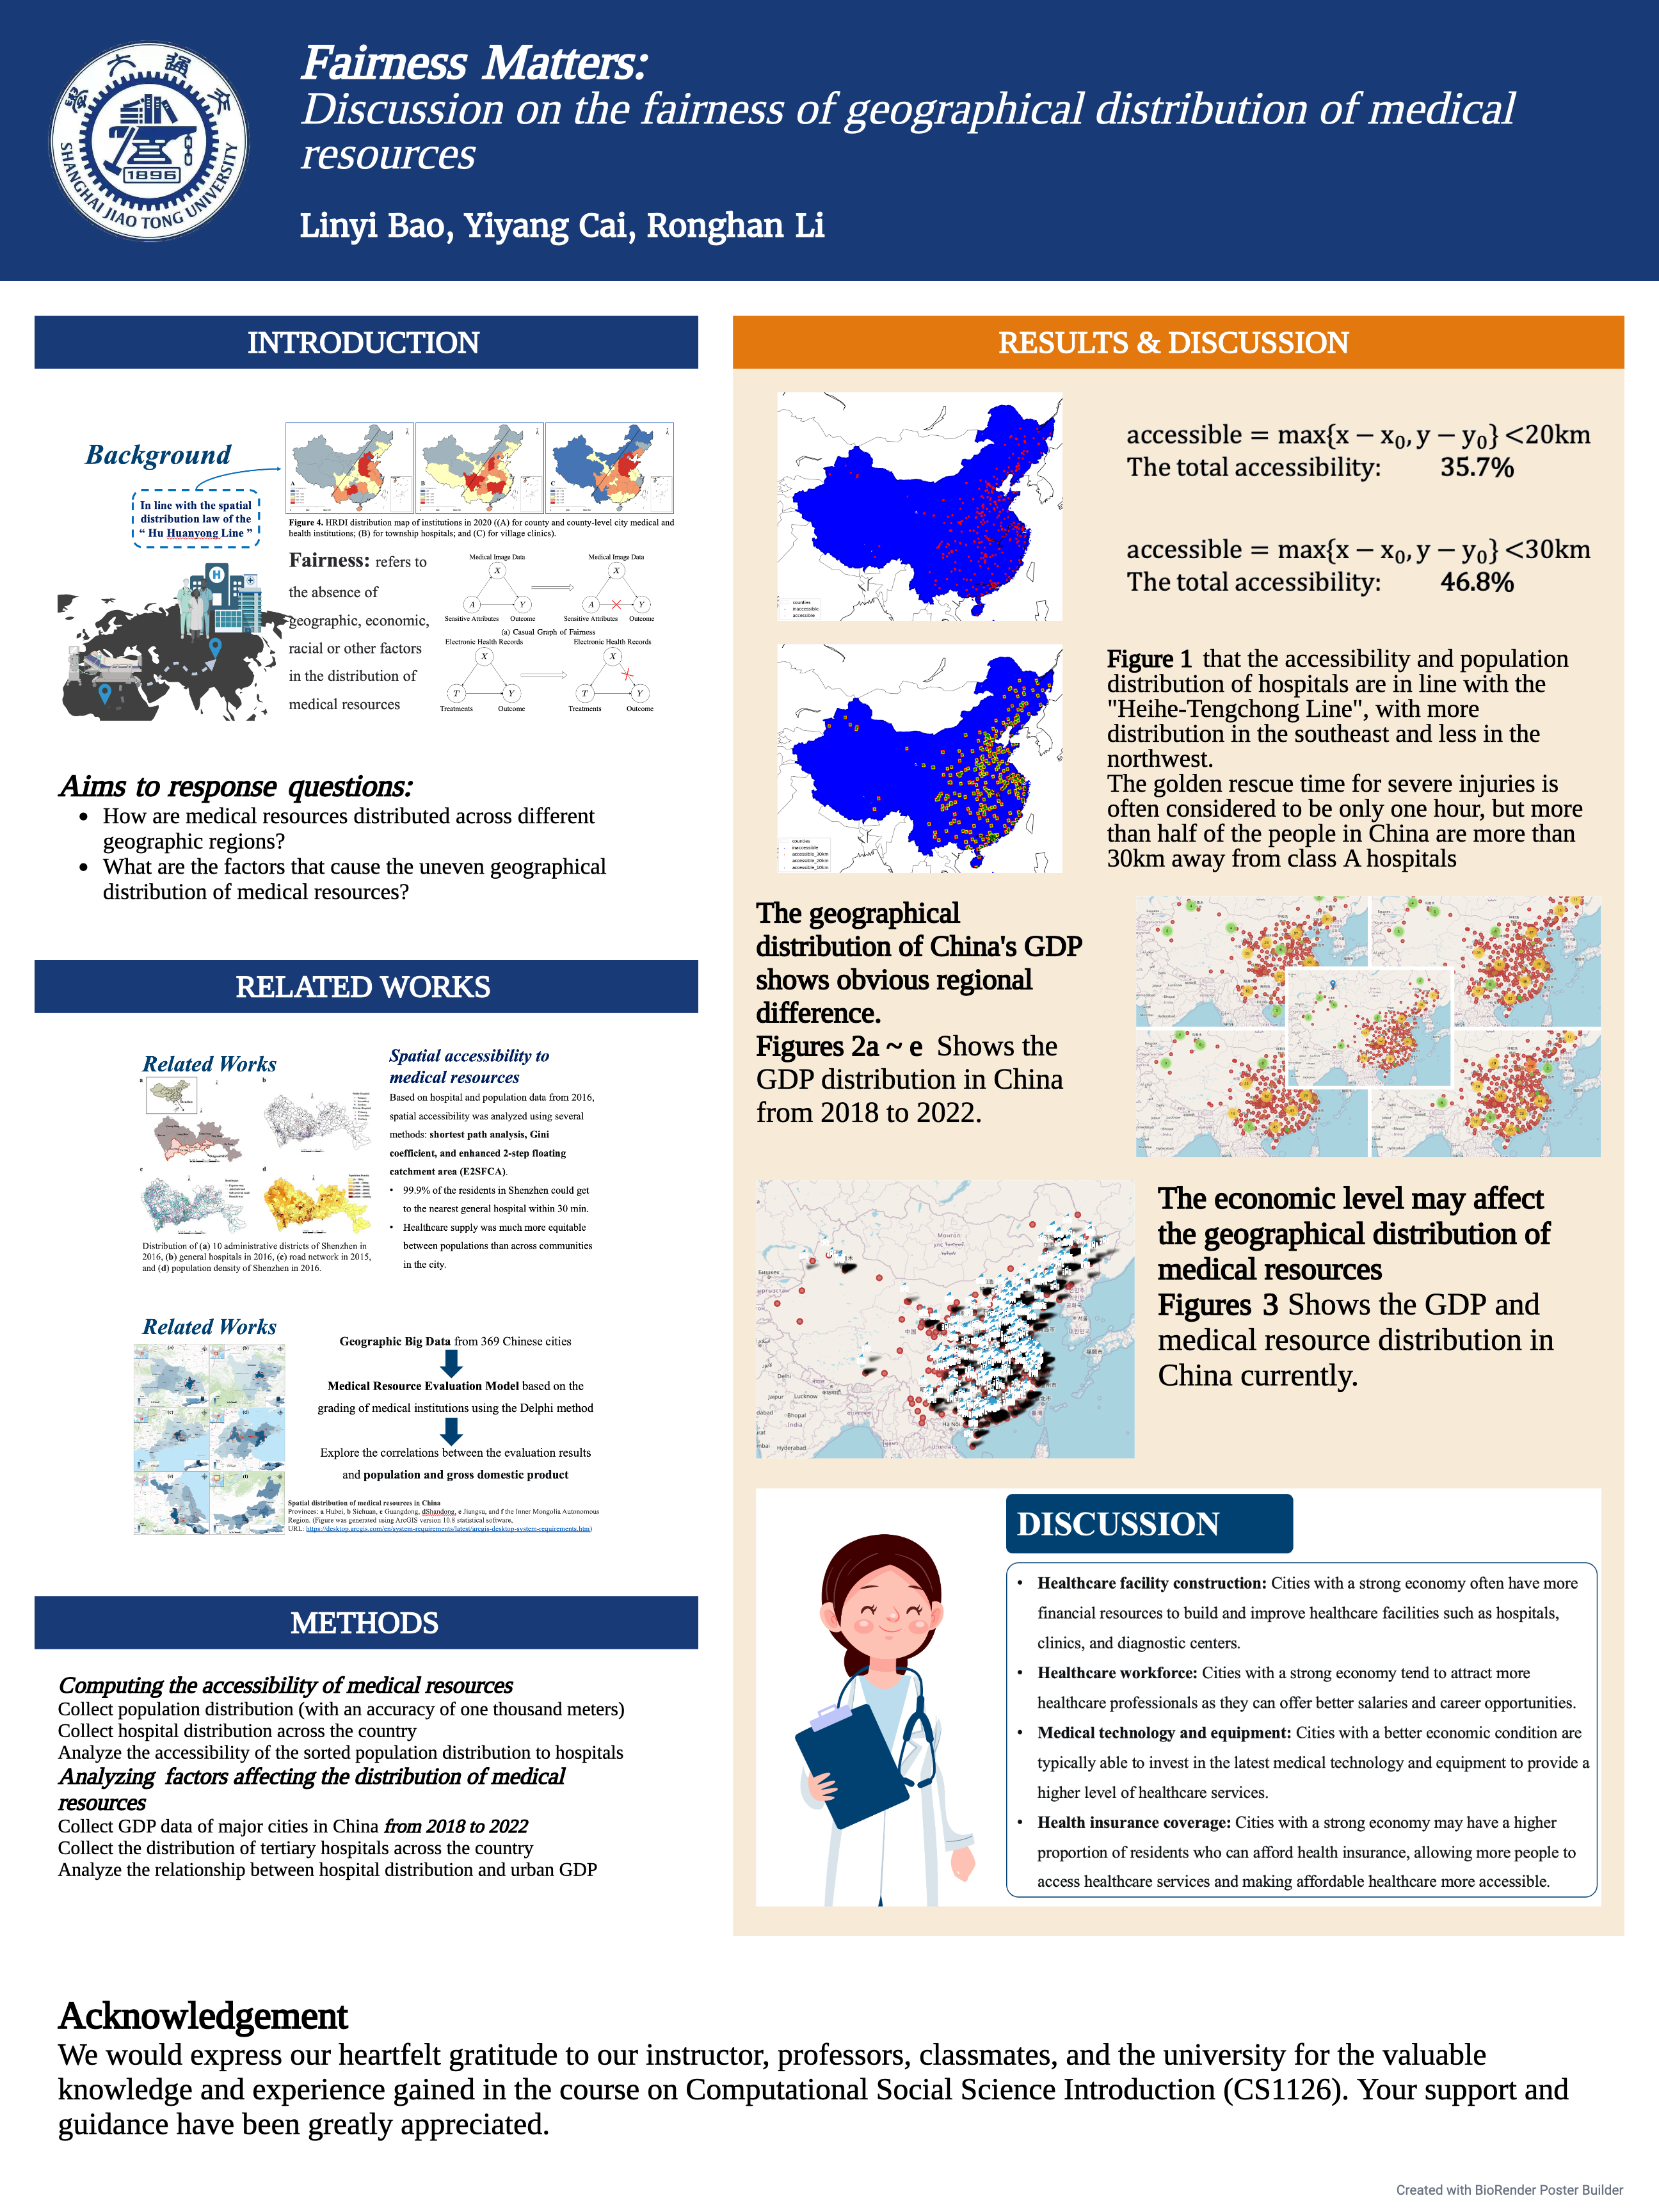 SHANGHAI JIAO TONG UNIVERSITY
1896
Fairness Matters:
Discussion on the fairness of geographical distribution of medical
resources
Linyi Bao, Yiyang Cai, Ronghan Li
INTRODUCTION
Background
In line with the spatial
distribution law of the
“ Hu Huanyong Line ”
A
B
C
Figure 4. HRDI distribution map of institutions in 2020 ((A) for county and county-level city medical and
health institutions; (B) for township hospitals; and (C) for village clinics).
H
Fairness: refers to
the absence of
geographic, economic,
racial or other factors
in the distribution of
medical resources
Medical Image Data
Medical Image Data
X
X
A
Y
A
Y
Sensitive Attributes
Outcome
Sensitive Attributes
Outcome
(a) Casual Graph of Fairness
Electronic Health Records
Electronic Health Records
X
X
T
Y
T
Y
Treatments
Outcome
Treatments
Outcome
Aims to response questions:
• How are medical resources distributed across different
geographic regions?
• What are the factors that cause the uneven geographical
distribution of medical resources?
RELATED WORKS
Related Works
a
b
c
d
Distribution of (a) 10 administrative districts of Shenzhen in
2016, (b) general hospitals in 2016, (c) road network in 2015,
and (d) population density of Shenzhen in 2016.
Spatial accessibility to
medical resources
Based on hospital and population data from 2016,
spatial accessibility was analyzed using several
methods: shortest path analysis, Gini
coefficient, and enhanced 2-step floating
catchment area (E2SFCA).
• 99.9% of the residents in Shenzhen could get
to the nearest general hospital within 30 min.
• Healthcare supply was much more equitable
between populations than across communities
in the city.
Related Works
(a)
(b)
(c)
(d)
(e)
(f)
Geographic Big Data from 369 Chinese cities
Medical Resource Evaluation Model based on the
grading of medical institutions using the Delphi method
Explore the correlations between the evaluation results
and population and gross domestic product
Spatial distribution of medical resources in China
Provinces: a Hubei, b Sichuan, c Guangdong, dShandong, e Jiangsu, and f the Inner Mongolia Autonomous
Region. (Figure was generated using ArcGIS version 10.8 statistical software,
URL: https://desktop.arcgis.com/en/system-requirements/latest/arcgis-desktop-system-requirements.htm)
METHODS
Computing the accessibility of medical resources
Collect population distribution (with an accuracy of one thousand meters)
Collect hospital distribution across the country
Analyze the accessibility of the sorted population distribution to hospitals
Analyzing factors affecting the distribution of medical
resources
Collect GDP data of major cities in China from 2018 to 2022
Collect the distribution of tertiary hospitals across the country
Analyze the relationship between hospital distribution and urban GDP
RESULTS & DISCUSSION
counties
inaccessible
accessible
accessible = max{x − x₀, y − y₀} <20km
The total accessibility: 35.7%
accessible = max{x − x₀, y − y₀} <30km
The total accessibility: 46.8%
counties
inaccessible
accessible_30km
accessible_20km
accessible_10km
Figure 1 that the accessibility and population
distribution of hospitals are in line with the
"Heihe-Tengchong Line", with more
distribution in the southeast and less in the
northwest.
The golden rescue time for severe injuries is
often considered to be only one hour, but more
than half of the people in China are more than
30km away from class A hospitals
The geographical
distribution of China's GDP
shows obvious regional
difference.
Figures 2a ~ e Shows the
GDP distribution in China
from 2018 to 2022.
Монгол
Бишкек
中国
Delhi
Jaipur
Lucknow
Bhopal
India
Hyderabad
Hà Nội
The economic level may affect
the geographical distribution of
medical resources
Figures 3 Shows the GDP and
medical resource distribution in
China currently.
DISCUSSION
• Healthcare facility construction: Cities with a strong economy often have more
financial resources to build and improve healthcare facilities such as hospitals,
clinics, and diagnostic centers.
• Healthcare workforce: Cities with a strong economy tend to attract more
healthcare professionals as they can offer better salaries and career opportunities.
• Medical technology and equipment: Cities with a better economic condition are
typically able to invest in the latest medical technology and equipment to provide a
higher level of healthcare services.
• Health insurance coverage: Cities with a strong economy may have a higher
proportion of residents who can afford health insurance, allowing more people to
access healthcare services and making affordable healthcare more accessible.
Acknowledgement
We would express our heartfelt gratitude to our instructor, professors, classmates, and the university for the valuable
knowledge and experience gained in the course on Computational Social Science Introduction (CS1126). Your support and
guidance have been greatly appreciated.
Created with BioRender Poster Builder